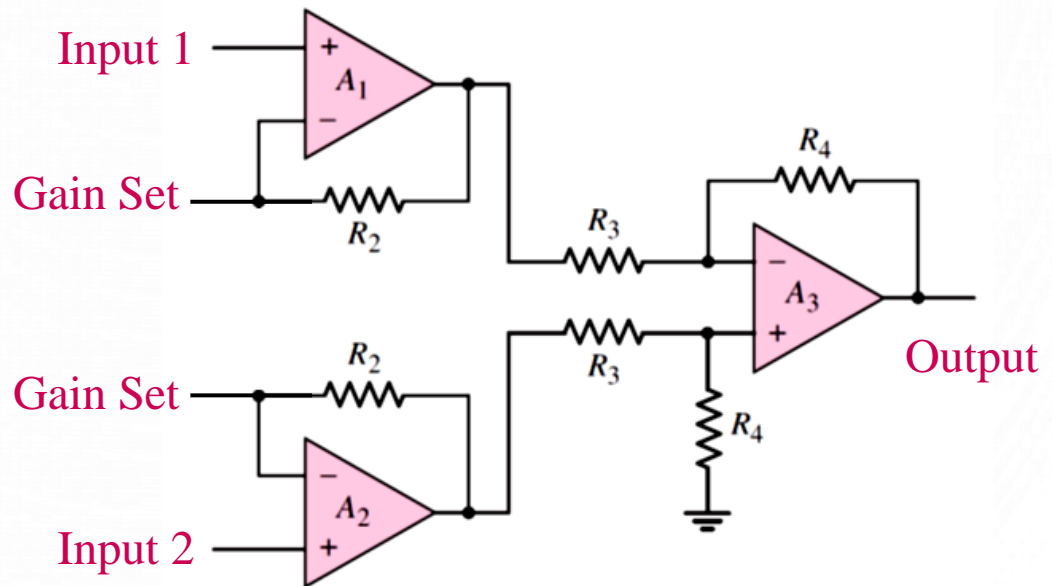 Input 1
+
A1
−
Gain Set
R2
R4
R3
−
A3
+
Output
R3
R2
Gain Set
R4
−
A2
+
Input 2